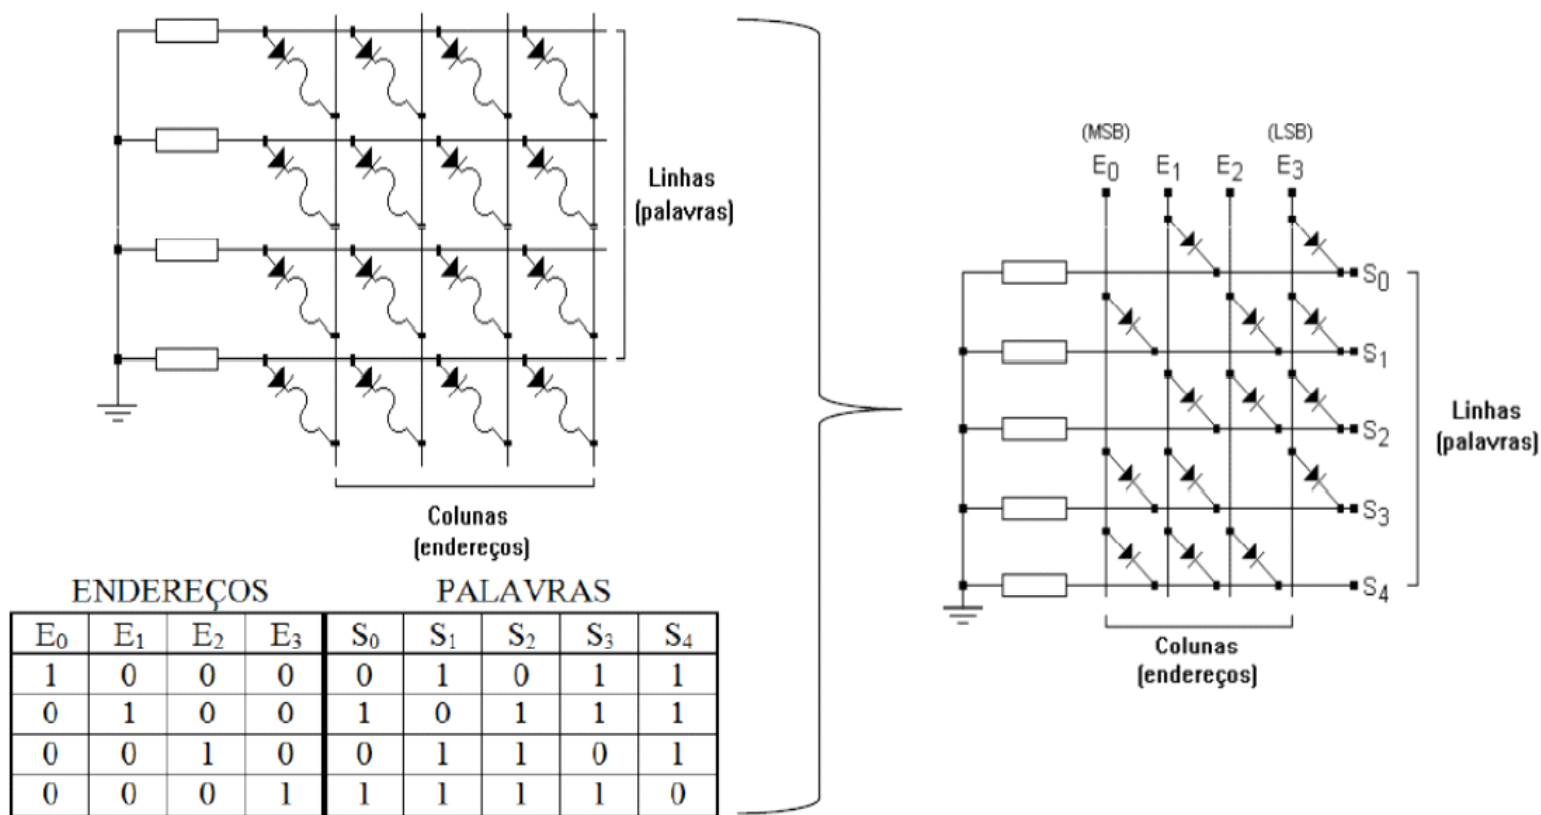 Linhas
(palavras)
Colunas
(endereços)
ENDEREÇOS PALAVRAS
E0 E1 E2 E3 S0 S1 S2 S3 S4
1 0 0 0 0 1 0 1 1
0 1 0 0 1 0 1 1 1
0 0 1 0 0 1 1 0 1
0 0 0 1 1 1 1 1 0
(MSB) (LSB)
E0 E1 E2 E3
S0
S1
S2
S3
S4
Linhas
(palavras)
Colunas
(endereços)